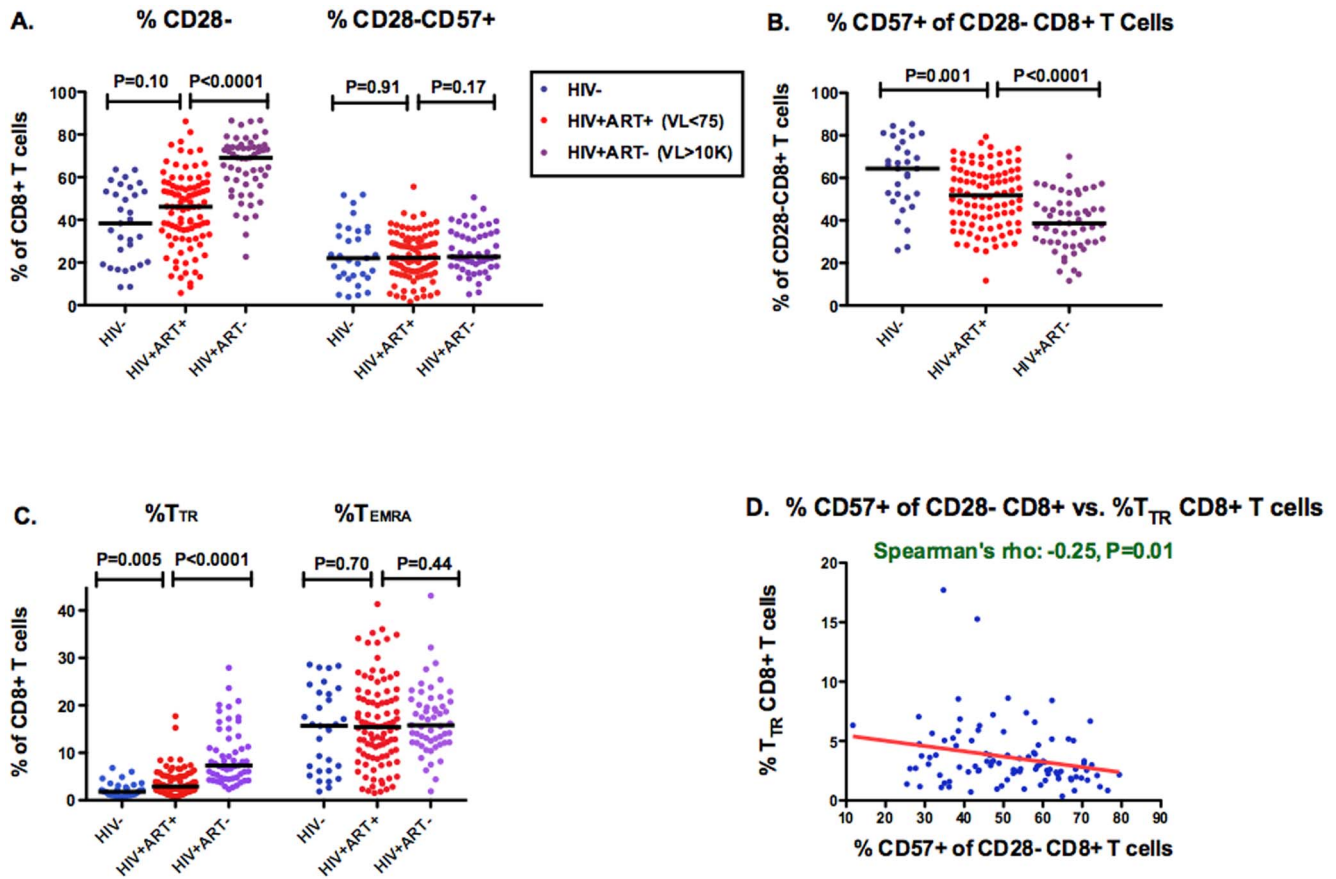 A.
% CD28-
% CD28-CD57+
P=0.10
P<0.0001
P=0.91
P=0.17
% of CD8+ T cells
100
80
60
40
20
0
HIV-
HIV+ART+
HIV+ART-
HIV-
HIV+ART+
HIV+ART-
HIV-
HIV+ART+ (VL<75)
HIV+ART- (VL>10K)
B.
% CD57+ of CD28- CD8+ T Cells
P=0.001
P<0.0001
% of CD28-CD8+ T cells
100
80
60
40
20
0
HIV-
HIV+ART+
HIV+ART-
C.
%TTR
%TEMRA
P=0.005
P<0.0001
P=0.70
P=0.44
% of CD8+ T cells
40
30
20
10
0
HIV-
HIV+ART+
HIV+ART-
HIV-
HIV+ART+
HIV+ART-
D. % CD57+ of CD28- CD8+ vs. %TTR CD8+ T cells
Spearman's rho: -0.25, P=0.01
% TTR CD8+ T cells
20
15
10
5
0
10 20 30 40 50 60 70 80 90
% CD57+ of CD28- CD8+ T cells